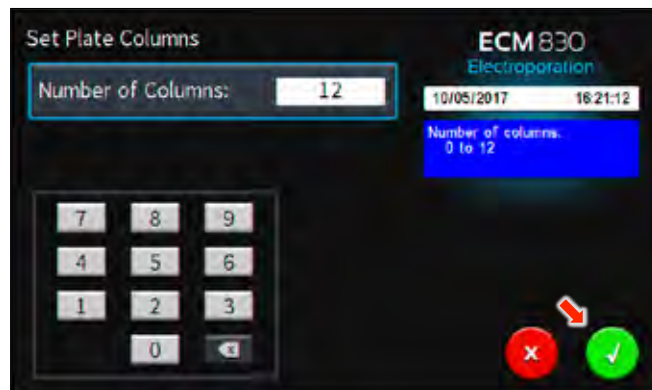 Set Plate Columns
Number of Columns: 12
ECM 830
Electroporation
10/05/2017 16:21:12
Number of columns:
0 to 12
7 8 9
4 5 6
1 2 3
0